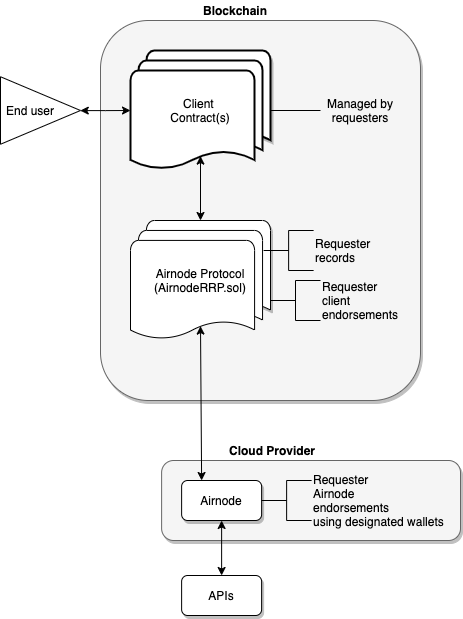 Blockchain
End user
Client
Contract(s)
Managed by
requesters
Airnode Protocol
(AirnodeRRP.sol)
Requester
records
Requester
client
endorsements
Cloud Provider
Airnode
Requester
Airnode
endorsements
using designated wallets
APIs